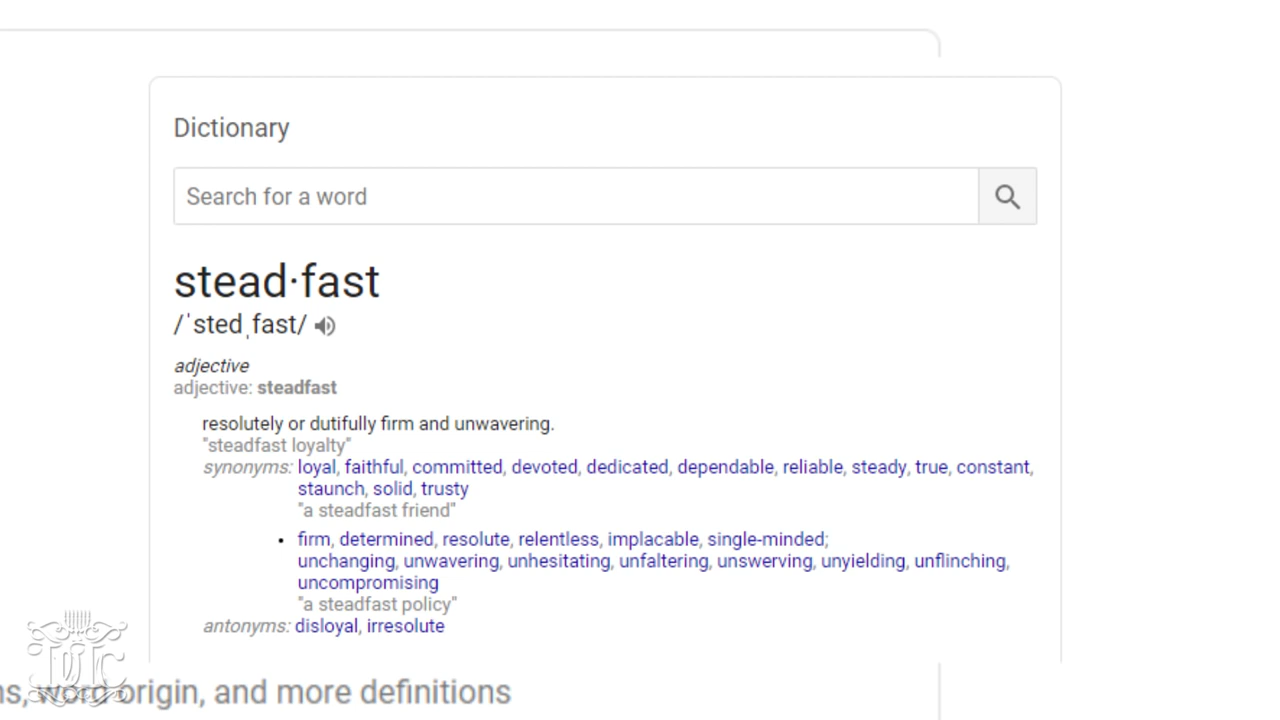 Dictionary
Search for a word
stead·fast
/ˈstedˌfast/
adjective
adjective: steadfast
resolutely or dutifully firm and unwavering.
"steadfast loyalty"
synonyms: loyal, faithful, committed, devoted, dedicated, dependable, reliable, steady, true, constant,
staunch, solid, trusty
"a steadfast friend"
• firm, determined, resolute, relentless, implacable, single-minded;
unchanging, unwavering, unhesitating, unfaltering, unswerving, unyielding, unflinching,
uncompromising
"a steadfast policy"
antonyms: disloyal, irresolute
origin, and more definitions